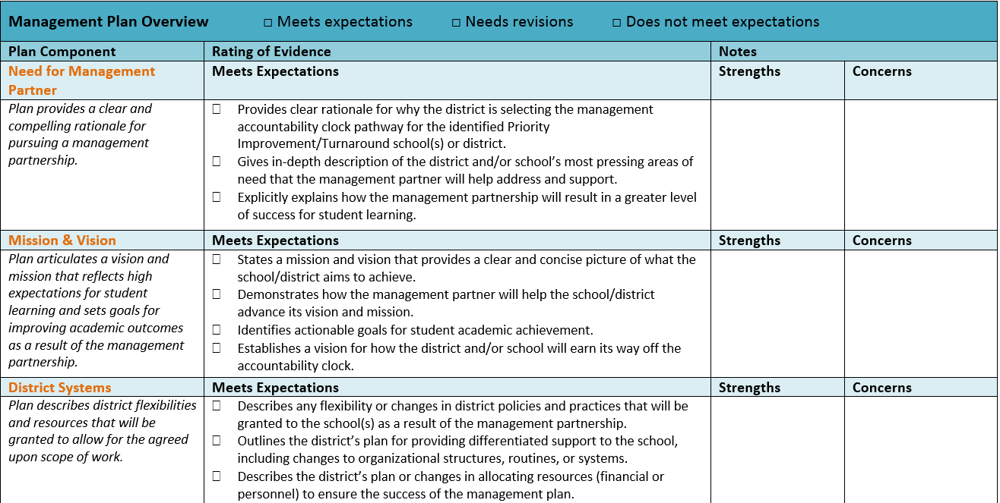 Management Plan Overview □ Meets expectations □ Needs revisions □ Does not meet expectations
Plan Component Rating of Evidence Notes
Need for Management Partner Meets Expectations Strengths Concerns
Plan provides a clear and
compelling rationale for
pursuing a management
partnership.
□ Provides clear rationale for why the district is selecting the management
accountability clock pathway for the identified Priority
Improvement/Turnaround school(s) or district.
□ Gives in-depth description of the district and/or school’s most pressing areas of
need that the management partner will help address and support.
□ Explicitly explains how the management partnership will result in a greater level
of success for student learning.
Mission & Vision Meets Expectations Strengths Concerns
Plan articulates a vision and
mission that reflects high
expectations for student
learning and sets goals for
improving academic outcomes
as a result of the management
partnership.
□ States a mission and vision that provides a clear and concise picture of what the
school/district aims to achieve.
□ Demonstrates how the management partner will help the school/district
advance its vision and mission.
□ Identifies actionable goals for student academic achievement.
□ Establishes a vision for how the district and/or school will earn its way off the
accountability clock.
District Systems Meets Expectations Strengths Concerns
Plan describes district flexibilities
and resources that will be
granted to allow for the agreed
upon scope of work.
□ Describes any flexibility or changes in district policies and practices that will be
granted to the school(s) as a result of the management partnership.
□ Outlines the district’s plan for providing differentiated support to the school,
including changes to organizational structures, routines, or systems.
□ Describes the district’s plan or changes in allocating resources (financial or
personnel) to ensure the success of the management plan.